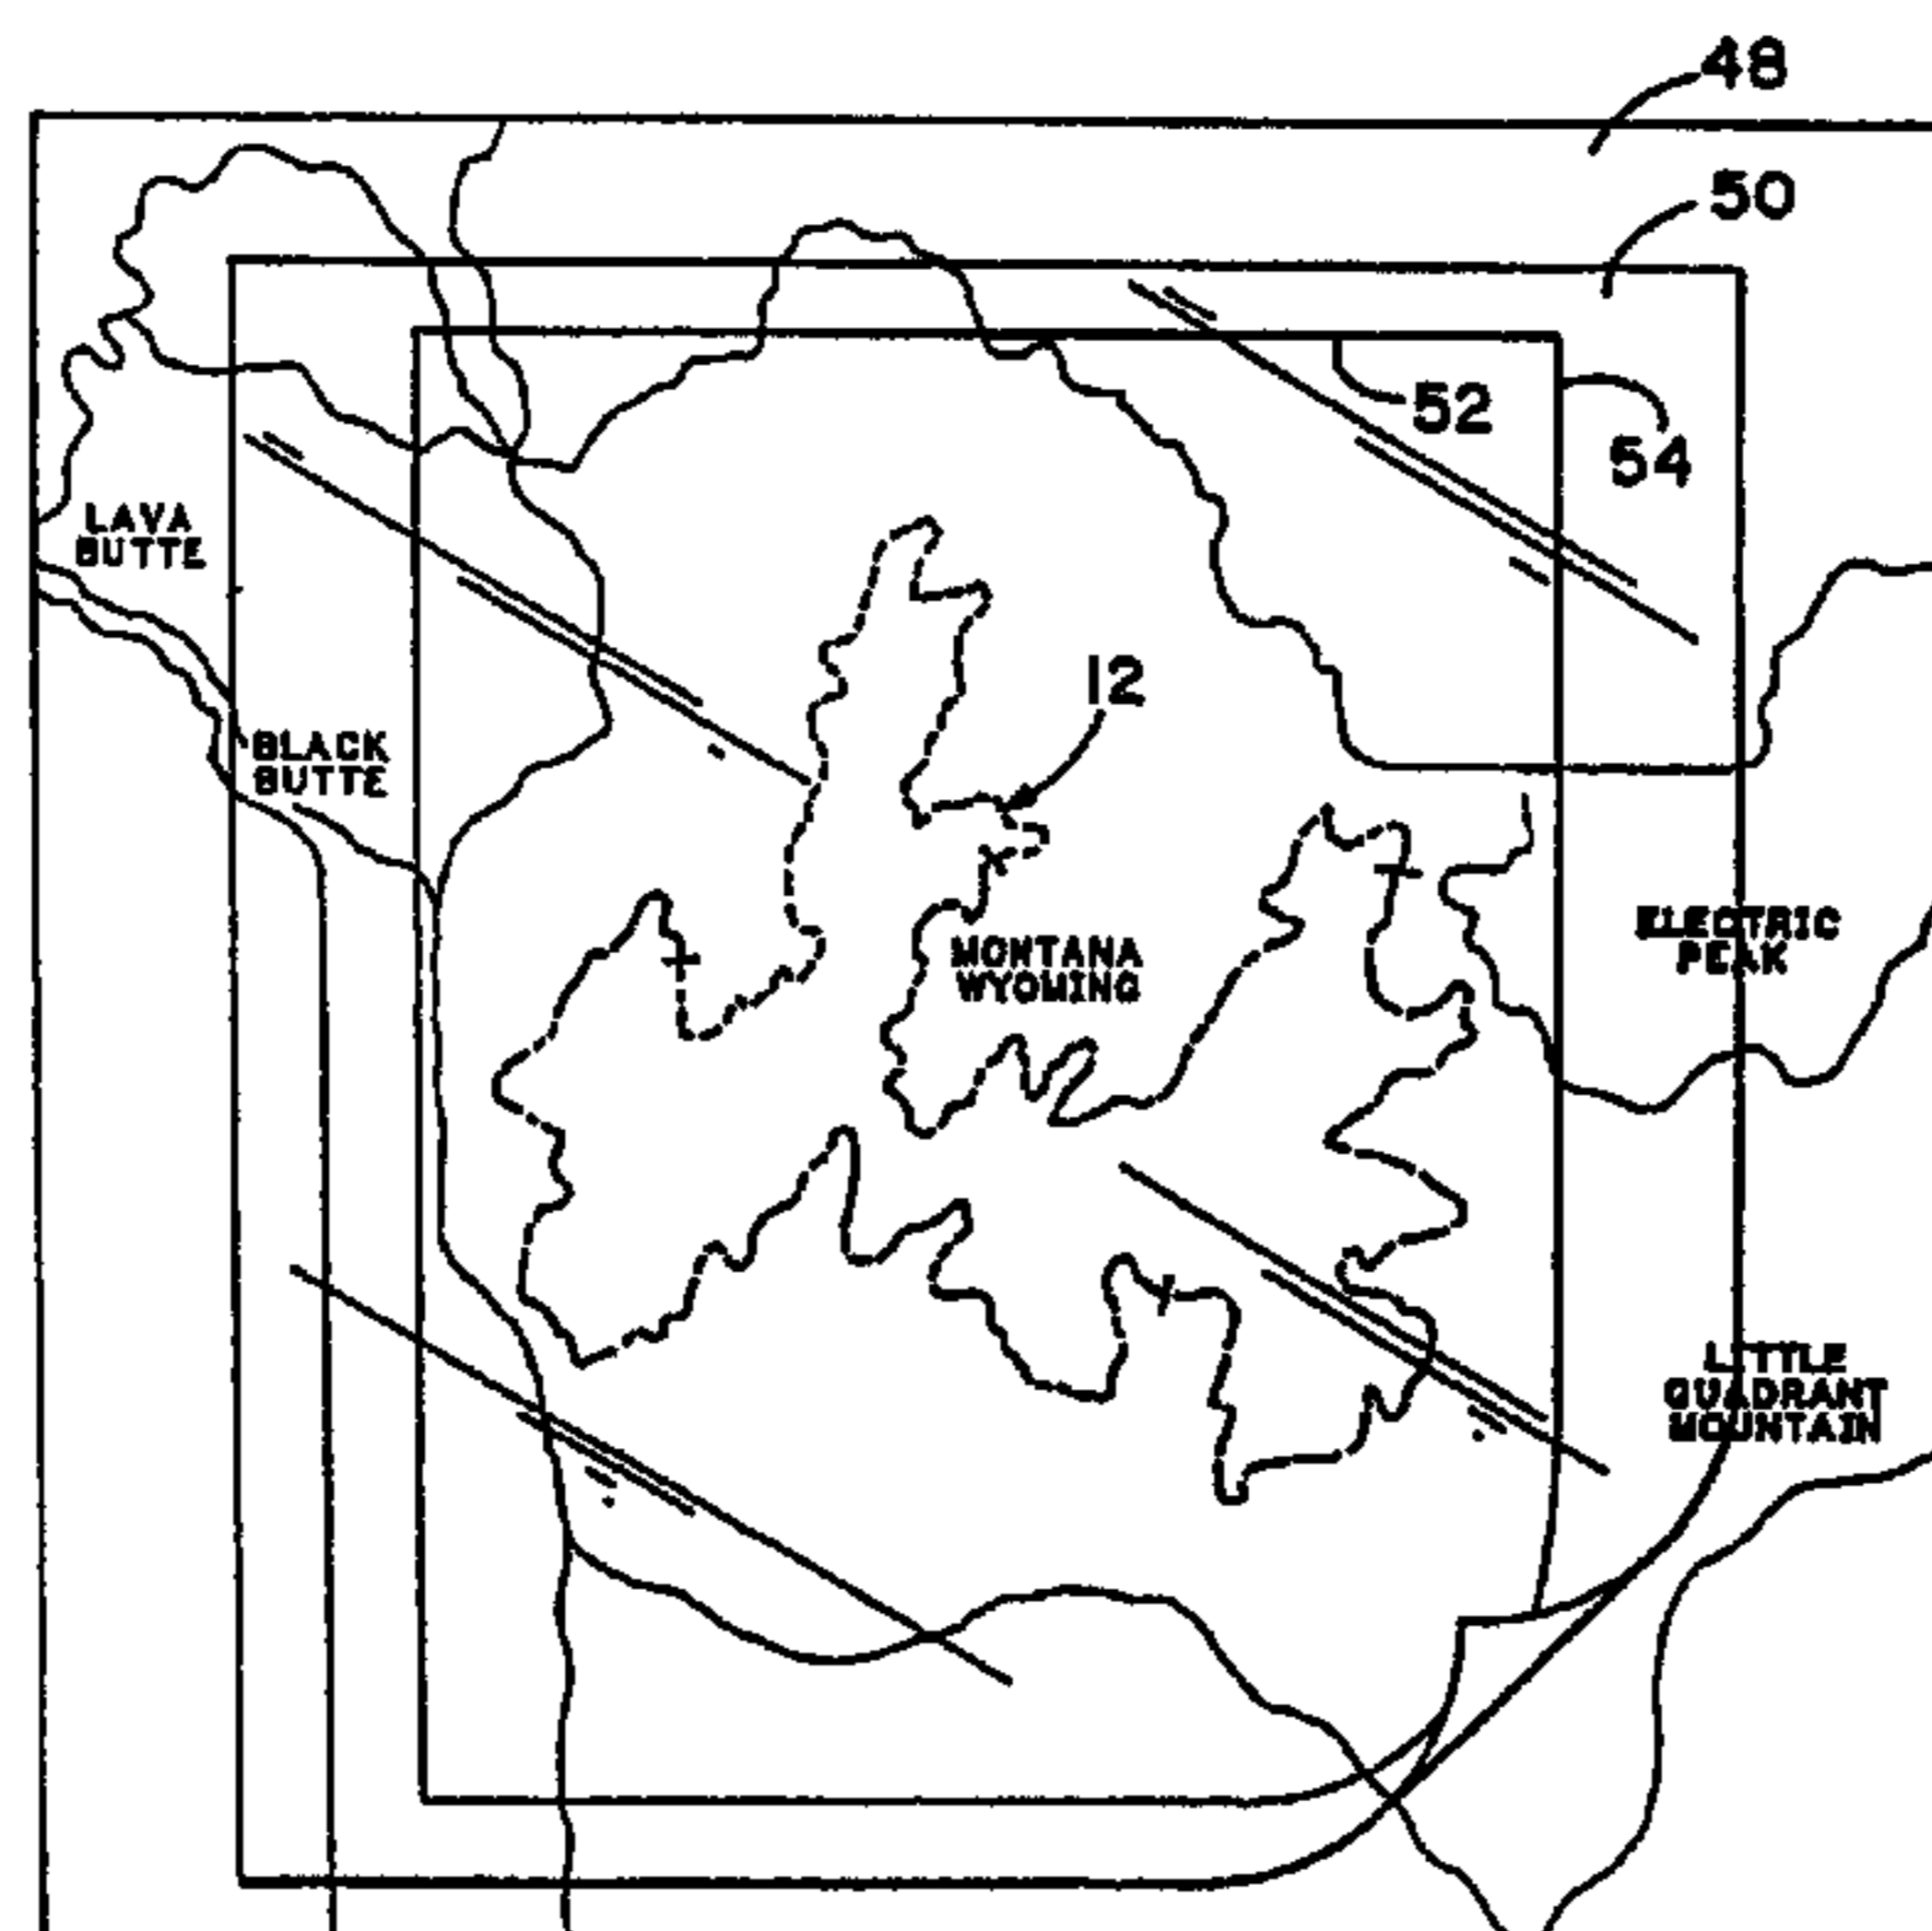 48
50
52
54
LAVA
BUTTE
12
BLACK
BUTTE
MONTANA
WYOMING
ELECTRIC
PEAK
LITTLE
QUADRANT
MOUNTAIN